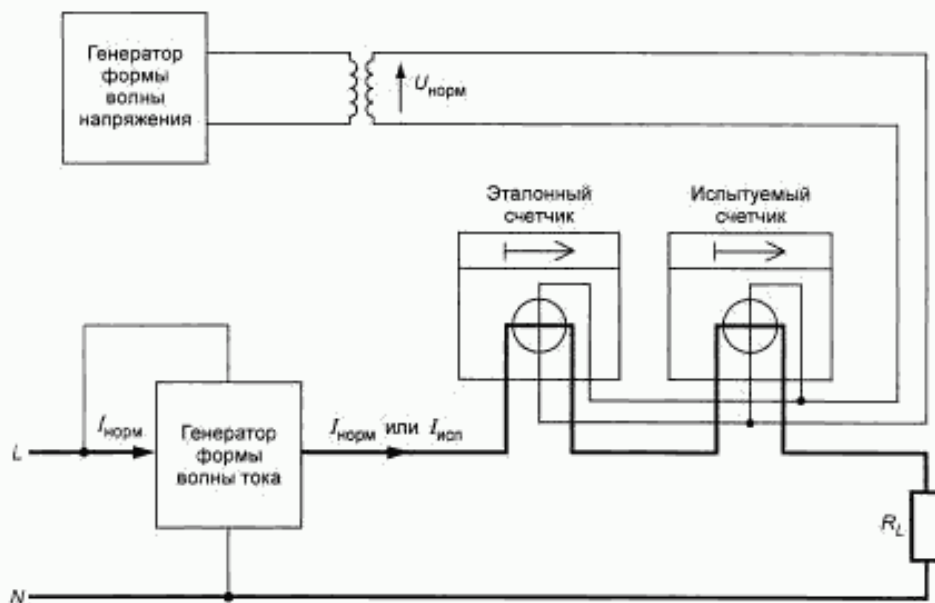 Генератор
формы
волны
напряжения
Uнорм
Эталонный
счетчик
Испытуемый
счетчик
L
Iнорм
Генератор
формы
волны тока
Iнорм или Iисп
RL
N